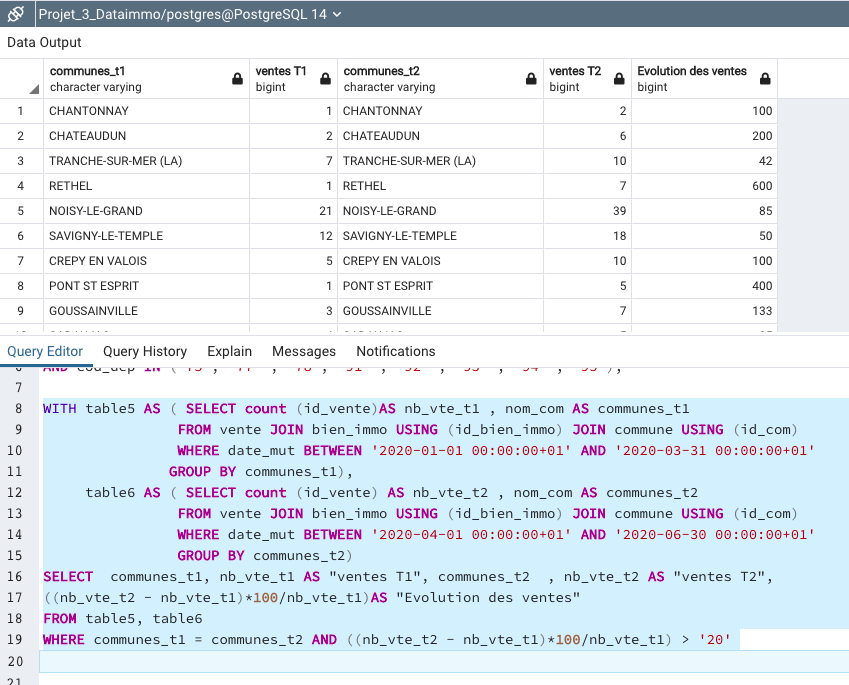 Projet_3_Dataimmo/postgres@PostgreSQL 14
Data Output
communes_t1 ventes T1 communes_t2 ventes T2 Evolution des ventes
character varying bigint character varying bigint bigint
1 CHANTONNAY 1 CHANTONNAY 2 100
2 CHATEAUDUN 2 CHATEAUDUN 6 200
3 TRANCHE-SUR-MER (LA) 7 TRANCHE-SUR-MER (LA) 10 42
4 RETHEL 1 RETHEL 7 600
5 NOISY-LE-GRAND 21 NOISY-LE-GRAND 39 85
6 SAVIGNY-LE-TEMPLE 12 SAVIGNY-LE-TEMPLE 18 50
7 CREPY EN VALOIS 5 CREPY EN VALOIS 10 100
8 PONT ST ESPRIT 1 PONT ST ESPRIT 5 400
9 GOUSSAINVILLE 3 GOUSSAINVILLE 7 133
Query Editor Query History Explain Messages Notifications
7
8 WITH table5 AS ( SELECT count (id_vente)AS nb_vte_t1 , nom_com AS communes_t1
9 FROM vente JOIN bien_immo USING (id_bien_immo) JOIN commune USING (id_com)
10 WHERE date_mut BETWEEN '2020-01-01 00:00:00+01' AND '2020-03-31 00:00:00+01'
11 GROUP BY communes_t1),
12 table6 AS ( SELECT count (id_vente) AS nb_vte_t2 , nom_com AS communes_t2
13 FROM vente JOIN bien_immo USING (id_bien_immo) JOIN commune USING (id_com)
14 WHERE date_mut BETWEEN '2020-04-01 00:00:00+01' AND '2020-06-30 00:00:00+01'
15 GROUP BY communes_t2)
16 SELECT communes_t1, nb_vte_t1 AS "ventes T1", communes_t2 , nb_vte_t2 AS "ventes T2",
17 ((nb_vte_t2 - nb_vte_t1)*100/nb_vte_t1)AS "Evolution des ventes"
18 FROM table5, table6
19 WHERE communes_t1 = communes_t2 AND ((nb_vte_t2 - nb_vte_t1)*100/nb_vte_t1) > '20'
20
21